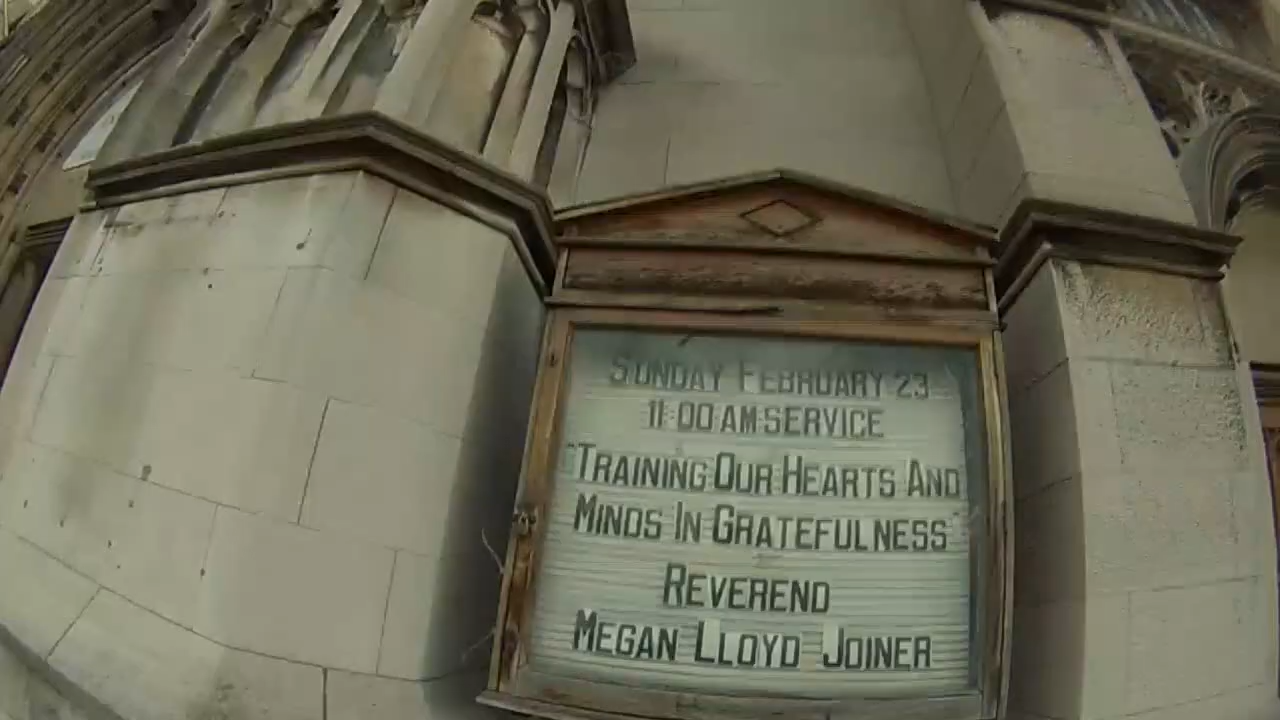 SUNDAY FEBRUARY 23
11:00 AM SERVICE
"TRAINING OUR HEARTS AND
MINDS IN GRATEFULNESS"
REVEREND
MEGAN LLOYD JOINER